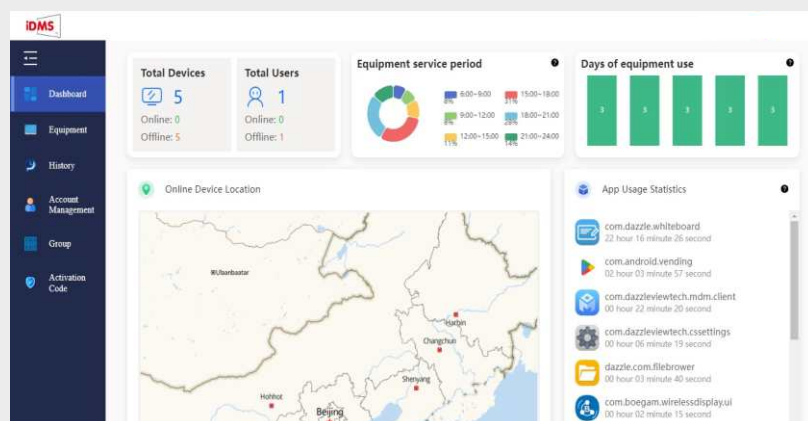 iDMS
Dashboard
Equipment
History
Account
Management
Group
Activation
Code
Total Devices
5
Online: 0
Offline: 5
Total Users
1
Online: 0
Offline: 1
Equipment service period
6:00~9:00
8%
15:00~18:00
31%
9:00~12:00
8%
18:00~21:00
28%
12:00~15:00
11%
21:00~24:00
14%
Days of equipment use
3
3
3
3
3
Online Device Location
Ulaanbaatar
Harbin
Changchun
Shenyang
Hohhot
Beijing
App Usage Statistics
com.dazzle.whiteboard
22 hour 16 minute 26 second
com.android.vending
02 hour 03 minute 57 second
com.dazzleviewtech.mdm.client
00 hour 22 minute 20 second
com.dazzleviewtech.cssettings
00 hour 06 minute 19 second
dazzle.com.filebrower
00 hour 03 minute 40 second
com.boegam.wirelessdisplay.ui
00 hour 02 minute 15 second